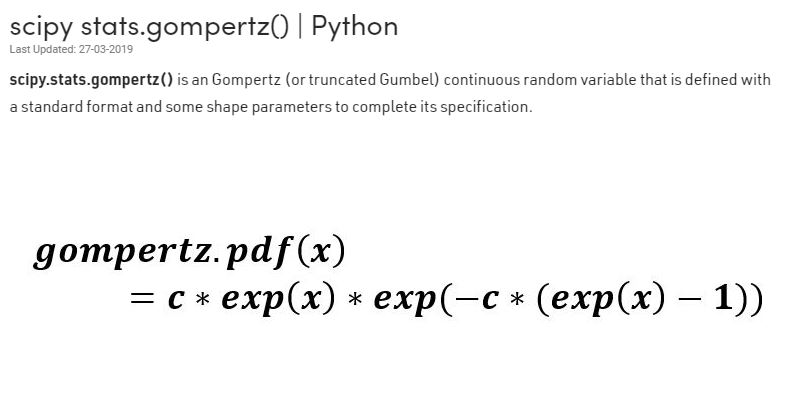 scipy stats.gompertz() | Python
Last Updated: 27-03-2019
scipy.stats.gompertz() is an Gompertz (or truncated Gumbel) continuous random variable that is defined with
a standard format and some shape parameters to complete its specification.
gompertz.pdf(x)
= c * exp(x) * exp(−c * (exp(x) − 1))